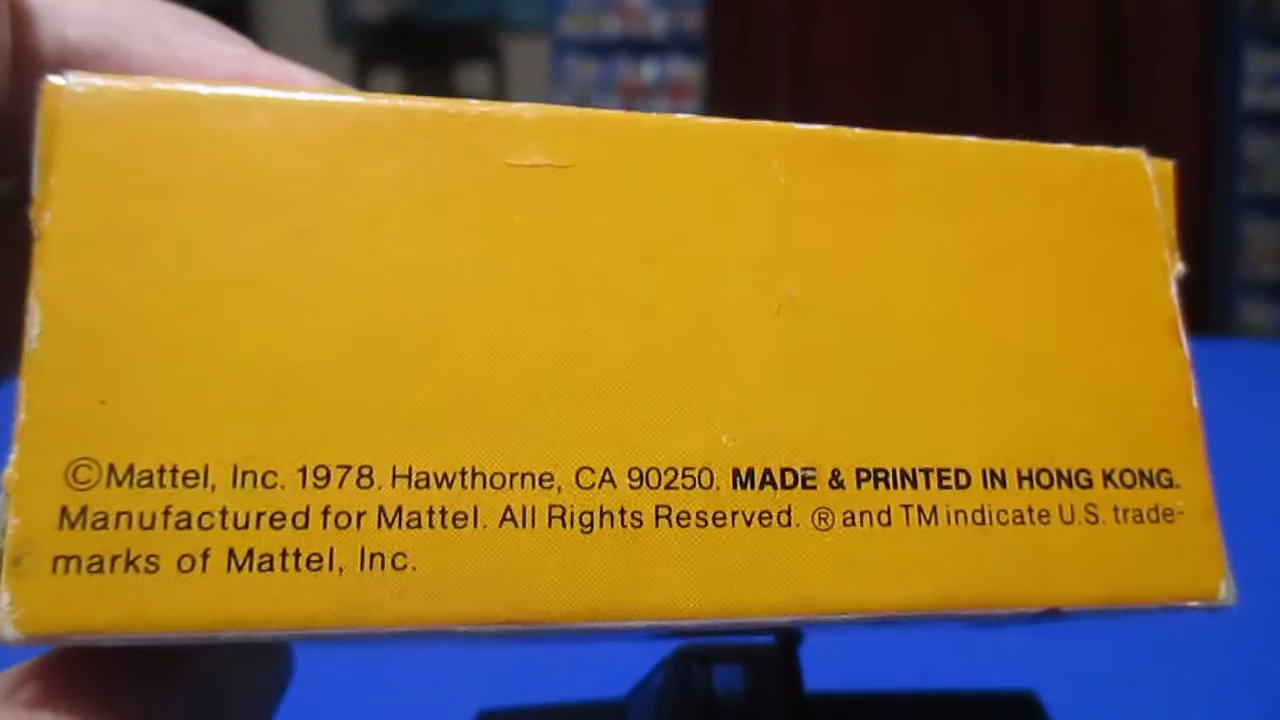 ©Mattel, Inc. 1978. Hawthorne, CA 90250. MADE & PRINTED IN HONG KONG.
Manufactured for Mattel. All Rights Reserved. ® and TM indicate U.S. trade-
marks of Mattel, Inc.